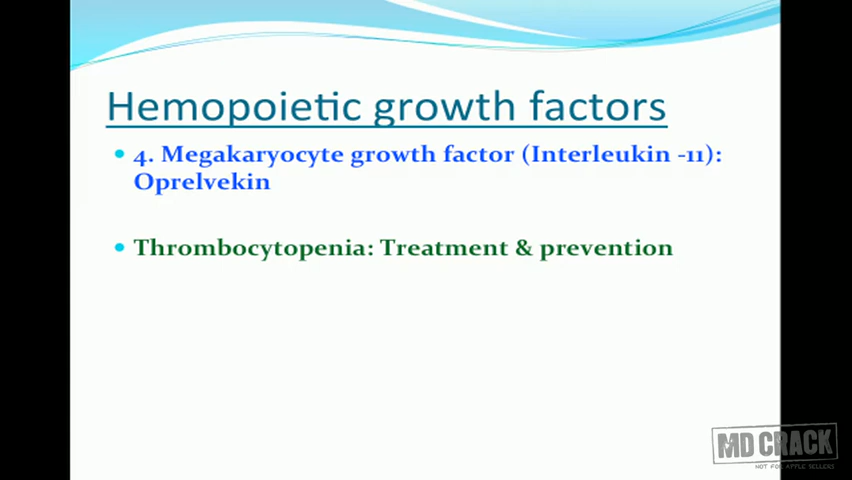 Hemopoietic growth factors
• 4. Megakaryocyte growth factor (Interleukin -11):
Oprelvekin
• Thrombocytopenia: Treatment & prevention
MD CRACK
NOT FOR APPLE SELLERS